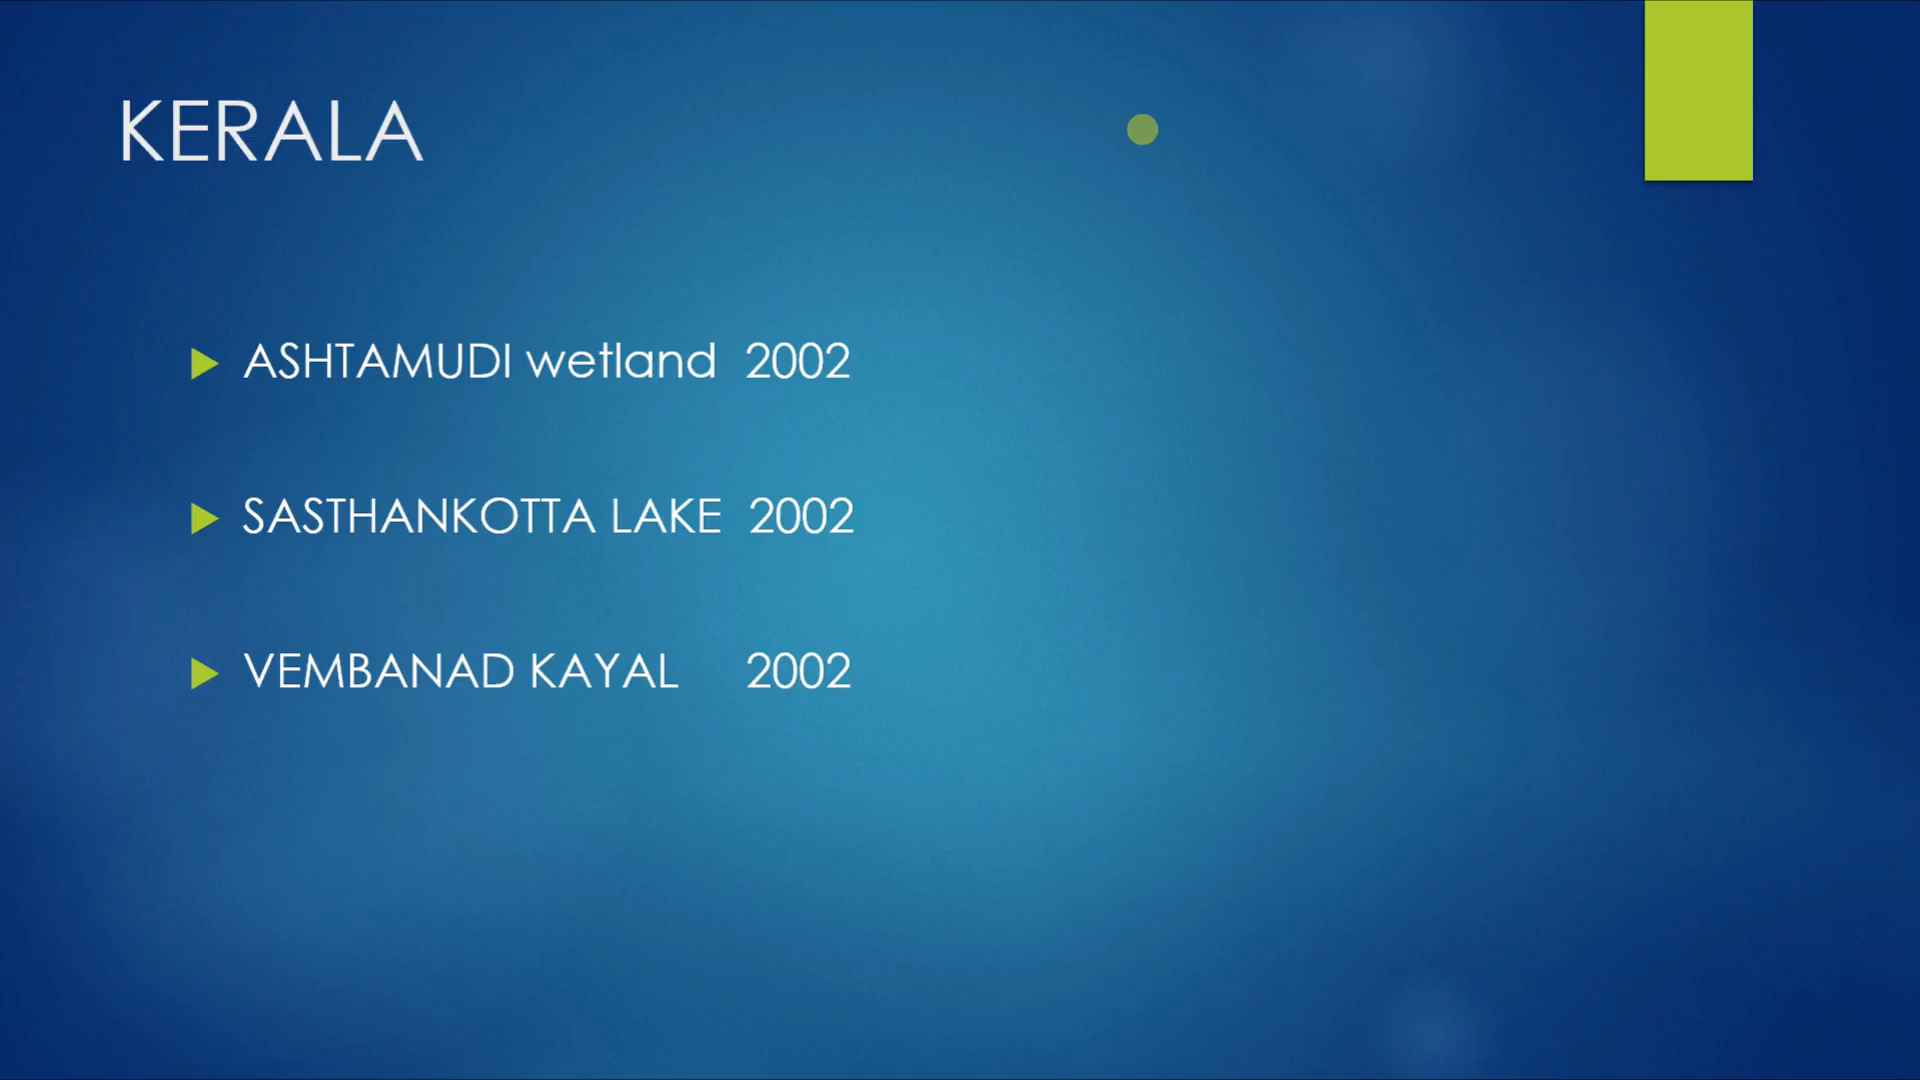 KERALA
ASHTAMUDI wetland 2002
SASTHANKOTTA LAKE 2002
VEMBANAD KAYAL 2002